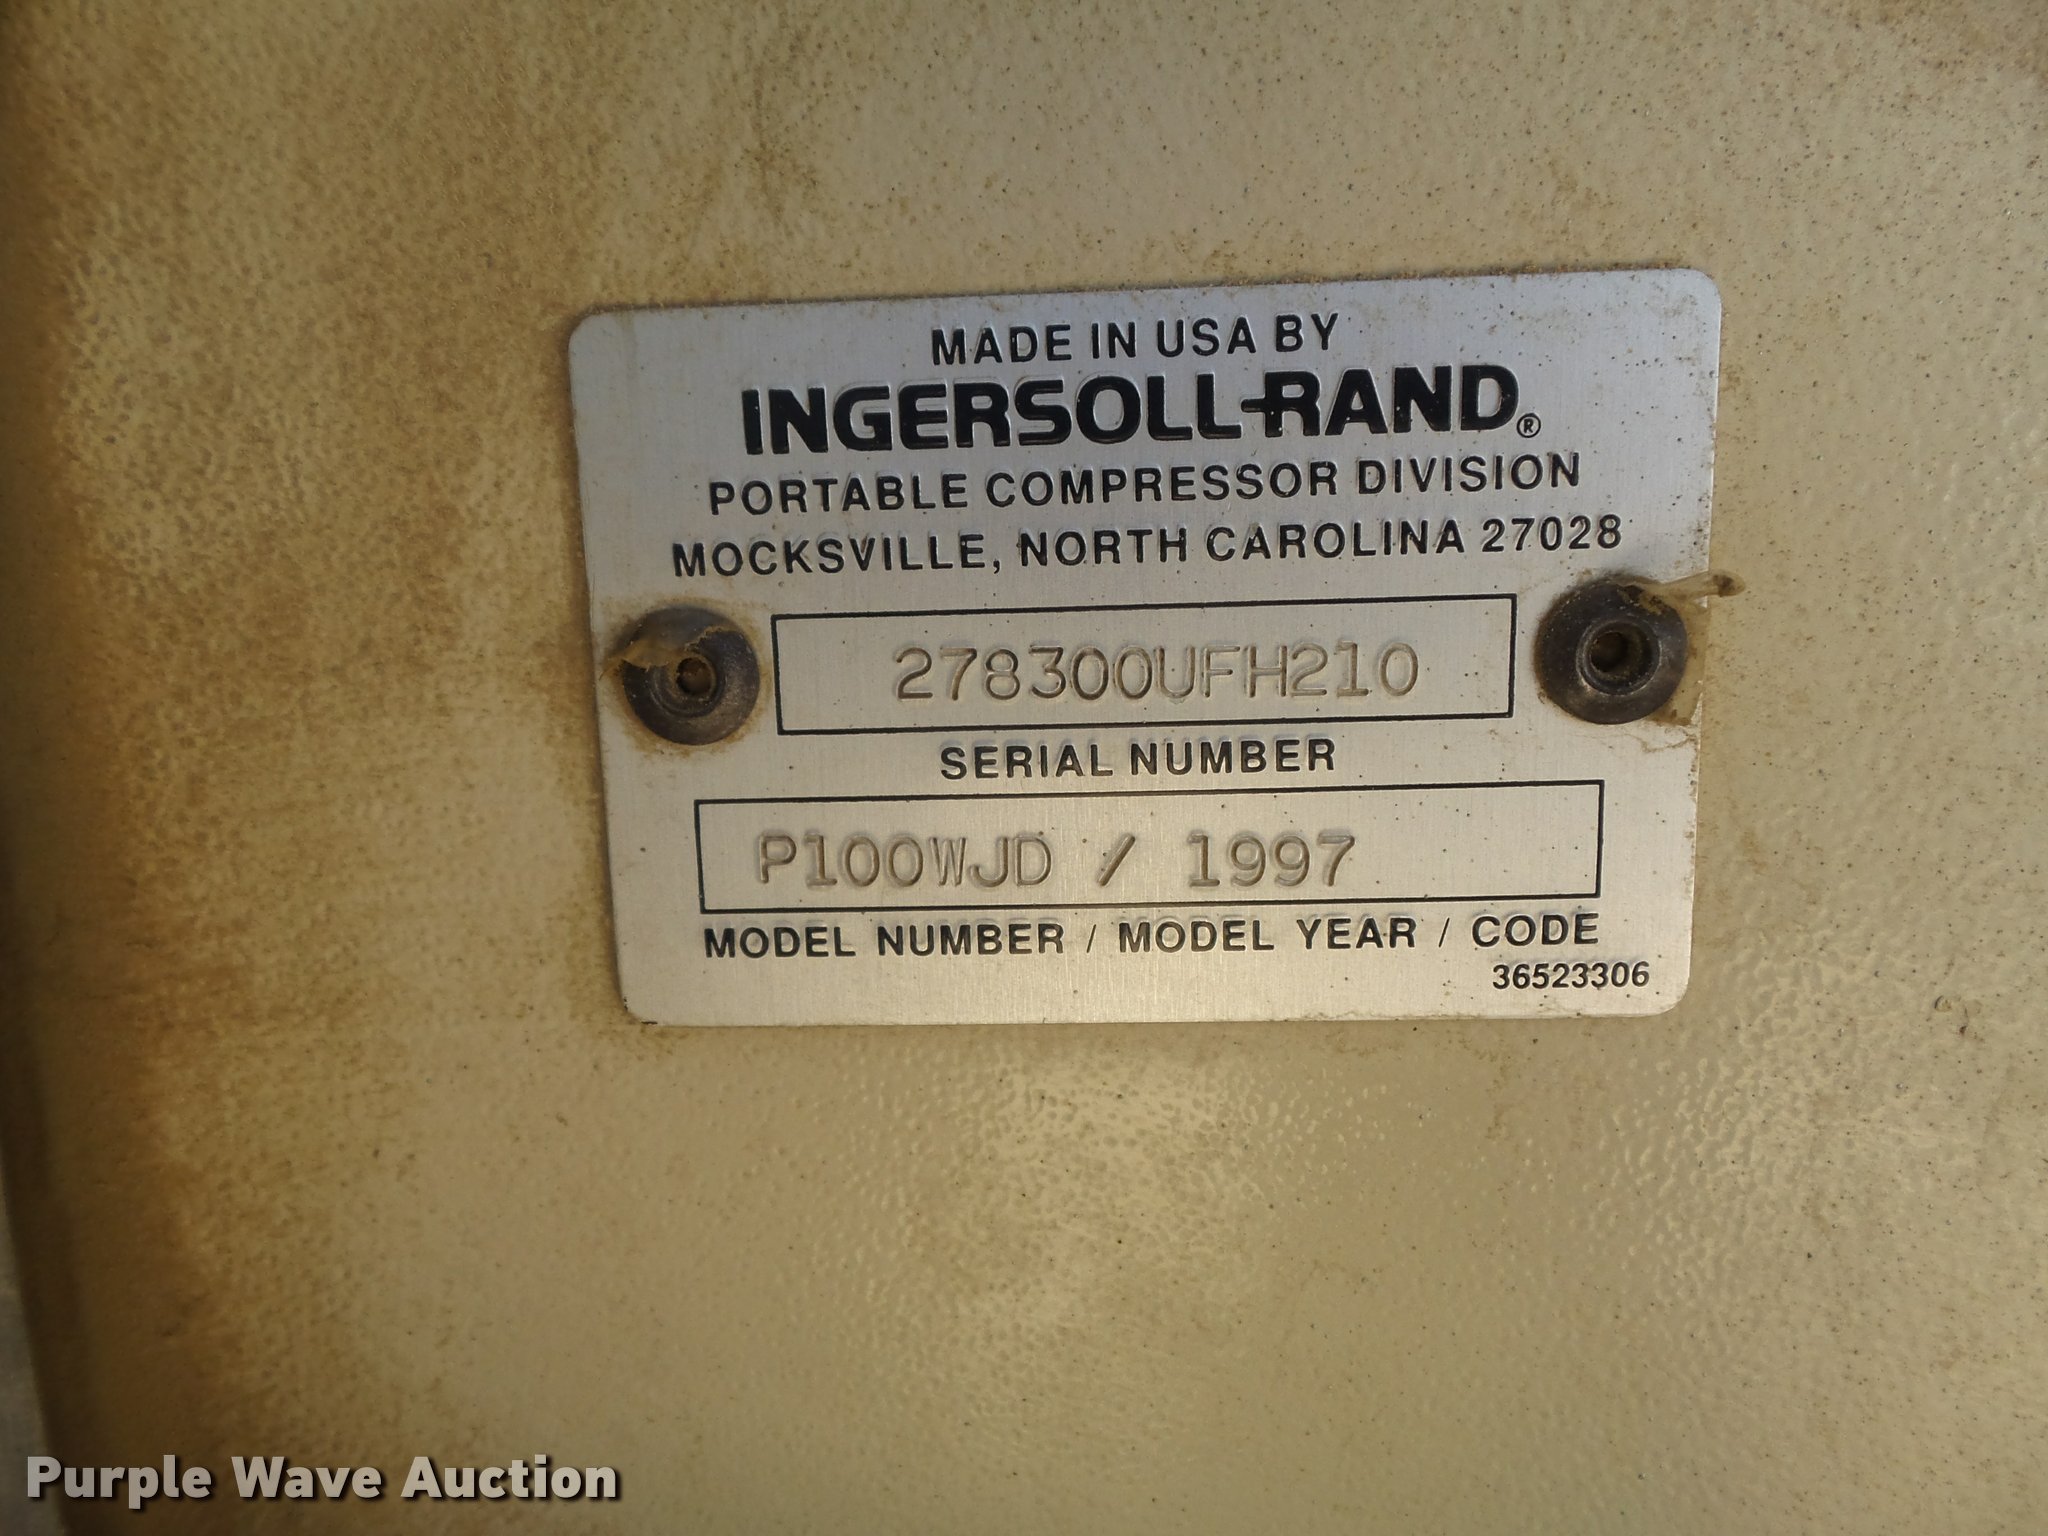 MADE IN USA BY
INGERSOLL-RAND®
PORTABLE COMPRESSOR DIVISION
MOCKSVILLE, NORTH CAROLINA 27028
278300UFH210
SERIAL NUMBER
P100WJD / 1997
MODEL NUMBER / MODEL YEAR / CODE
36523306
Purple Wave Auction